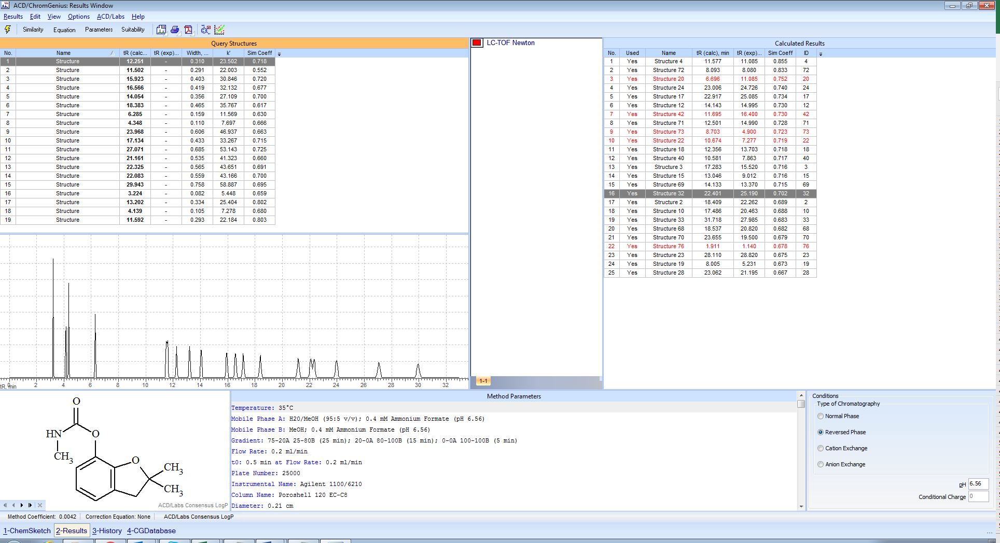 ACD/ChromGenius: Results Window
Results Edit View Options ACD/Labs Help
Similarity Equation Parameters Suitability
Query Structures
No. Name tR (calc... tR (exp)... Width, ... k' Sim Coeff
1 Structure 12.251 - 0.310 23.502 0.718
2 Structure 11.502 - 0.291 22.003 0.552
3 Structure 15.923 - 0.403 30.846 0.720
4 Structure 16.566 - 0.419 32.132 0.677
5 Structure 14.054 - 0.356 27.109 0.700
6 Structure 18.383 - 0.465 35.767 0.617
7 Structure 6.285 - 0.159 11.569 0.630
8 Structure 4.348 - 0.110 7.697 0.666
9 Structure 23.968 - 0.606 46.937 0.663
10 Structure 17.134 - 0.433 33.267 0.715
11 Structure 27.071 - 0.685 53.143 0.725
12 Structure 21.161 - 0.535 41.323 0.660
13 Structure 22.325 - 0.565 43.651 0.691
14 Structure 22.083 - 0.559 43.166 0.700
15 Structure 29.943 - 0.758 58.887 0.695
16 Structure 3.224 - 0.082 5.448 0.659
17 Structure 13.202 - 0.334 25.404 0.802
18 Structure 4.139 - 0.105 7.278 0.680
19 Structure 11.592 - 0.293 22.184 0.803
0 2 4 6 8 10 12 14 16 18 20 22 24 26 28 30 32
tR, min
LC-TOF Newton
1-1
Calculated Results
No. Used Name tR (calc), min tR (exp)... Sim Coeff ID
1 Yes Structure 4 11.577 11.085 0.855 4
2 Yes Structure 72 8.093 8.080 0.833 72
3 Yes Structure 20 6.696 11.085 0.752 20
4 Yes Structure 24 23.006 24.726 0.740 24
5 Yes Structure 17 22.917 25.085 0.734 17
6 Yes Structure 12 14.143 14.995 0.730 12
7 Yes Structure 42 11.695 16.400 0.730 42
8 Yes Structure 71 12.501 14.990 0.728 71
9 Yes Structure 73 8.703 4.900 0.723 73
10 Yes Structure 22 10.674 7.277 0.719 22
11 Yes Structure 18 12.356 13.703 0.718 18
12 Yes Structure 40 10.581 7.863 0.717 40
13 Yes Structure 3 17.283 15.520 0.716 3
14 Yes Structure 15 13.046 9.012 0.716 15
15 Yes Structure 69 14.133 13.370 0.715 69
16 Yes Structure 32 22.401 25.190 0.702 32
17 Yes Structure 2 18.409 22.262 0.689 2
18 Yes Structure 10 17.486 20.463 0.688 10
19 Yes Structure 33 31.718 27.985 0.683 33
20 Yes Structure 68 18.537 20.820 0.682 68
21 Yes Structure 70 23.655 19.500 0.679 70
22 Yes Structure 76 1.911 1.140 0.678 76
23 Yes Structure 23 28.110 28.820 0.675 23
24 Yes Structure 19 8.005 5.231 0.673 19
25 Yes Structure 28 23.062 21.195 0.667 28
O
HN O
CH3 O CH3
CH3
ACD/Labs Consensus LogP
Method Parameters
Temperature: 35°C
Mobile Phase A: H2O/MeOH (95:5 v/v); 0.4 mM Ammonium Formate (pH 6.56)
Mobile Phase B: MeOH; 0.4 mM Ammonium Formate (pH 6.56)
Gradient: 75-20A 25-80B (25 min); 20-0A 80-100B (15 min); 0-0A 100-100B (5 min)
Flow Rate: 0.2 ml/min
t0: 0.5 min at Flow Rate: 0.2 ml/min
Plate Number: 25000
Instrumental Name: Agilent 1100/6210
Column Name: Poroshell 120 EC-C8
Diameter: 0.21 cm
Conditions
Type of Chromatography
Normal Phase
Reversed Phase
Cation Exchange
Anion Exchange
pH 6.56
Conditional Charge 0
Method Coefficient: 0.0042 Correction Equation: None ACD/Labs Consensus LogP
1-ChemSketch 2-Results 3-History 4-CGDatabase